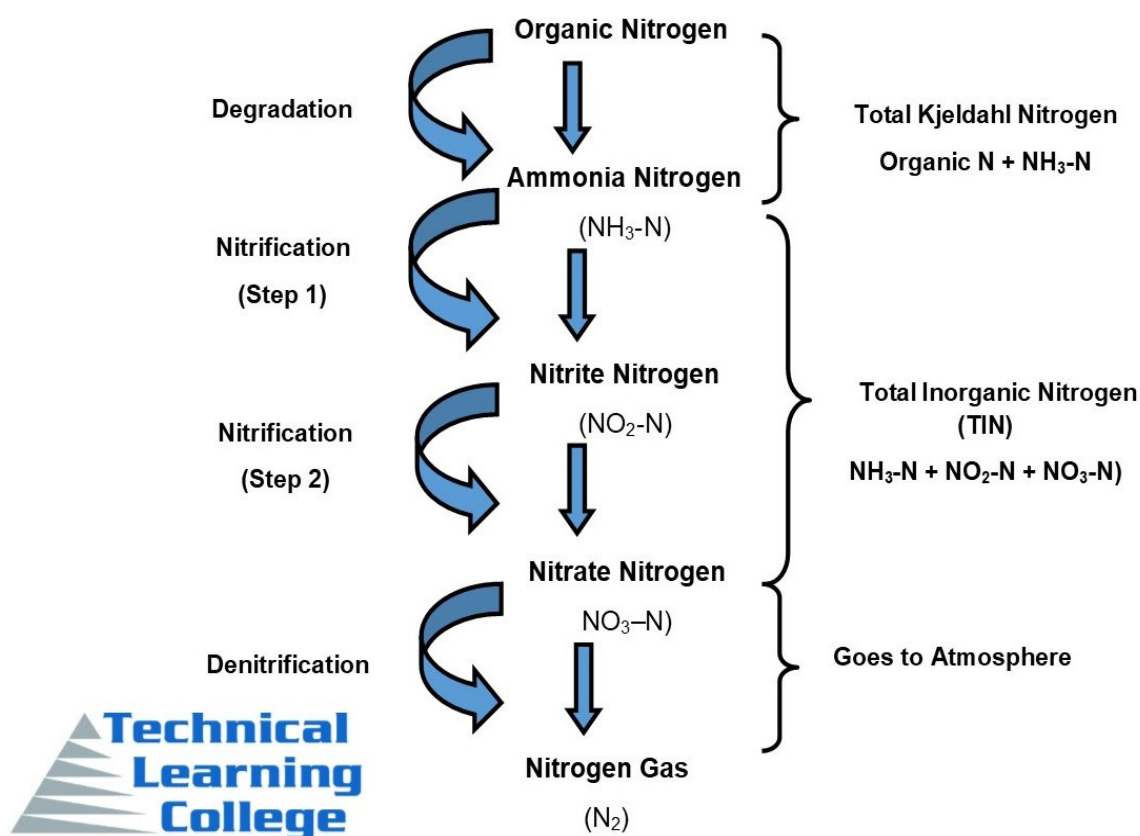 Organic Nitrogen
Degradation
Total Kjeldahl Nitrogen
Organic N + NH₃-N
Ammonia Nitrogen
(NH₃-N)
Nitrification
(Step 1)
Nitrite Nitrogen
(NO₂-N)
Total Inorganic Nitrogen
(TIN)
NH₃-N + NO₂-N + NO₃-N)
Nitrification
(Step 2)
Nitrate Nitrogen
NO₃–N)
Denitrification
Goes to Atmosphere
Nitrogen Gas
(N₂)
Technical
Learning
College